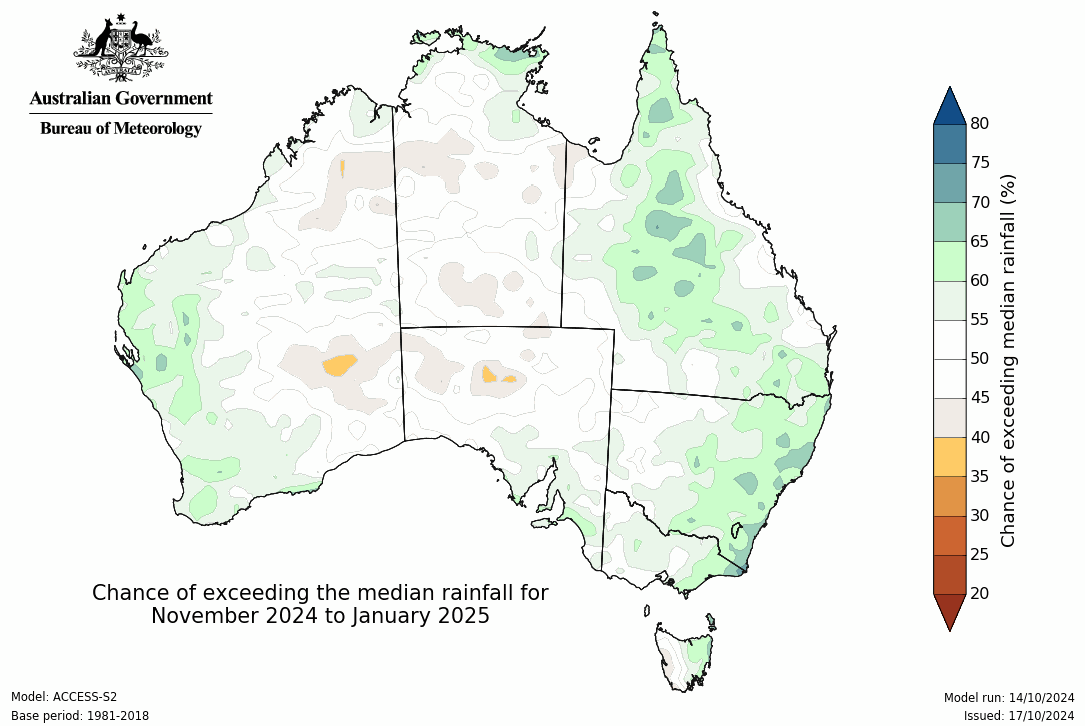 Australian Government
Bureau of Meteorology
80
75
70
65
60
55
50
45
40
35
30
25
20
Chance of exceeding median rainfall (%)
Chance of exceeding the median rainfall for
November 2024 to January 2025
Model: ACCESS-S2
Base period: 1981-2018
Model run: 14/10/2024
Issued: 17/10/2024